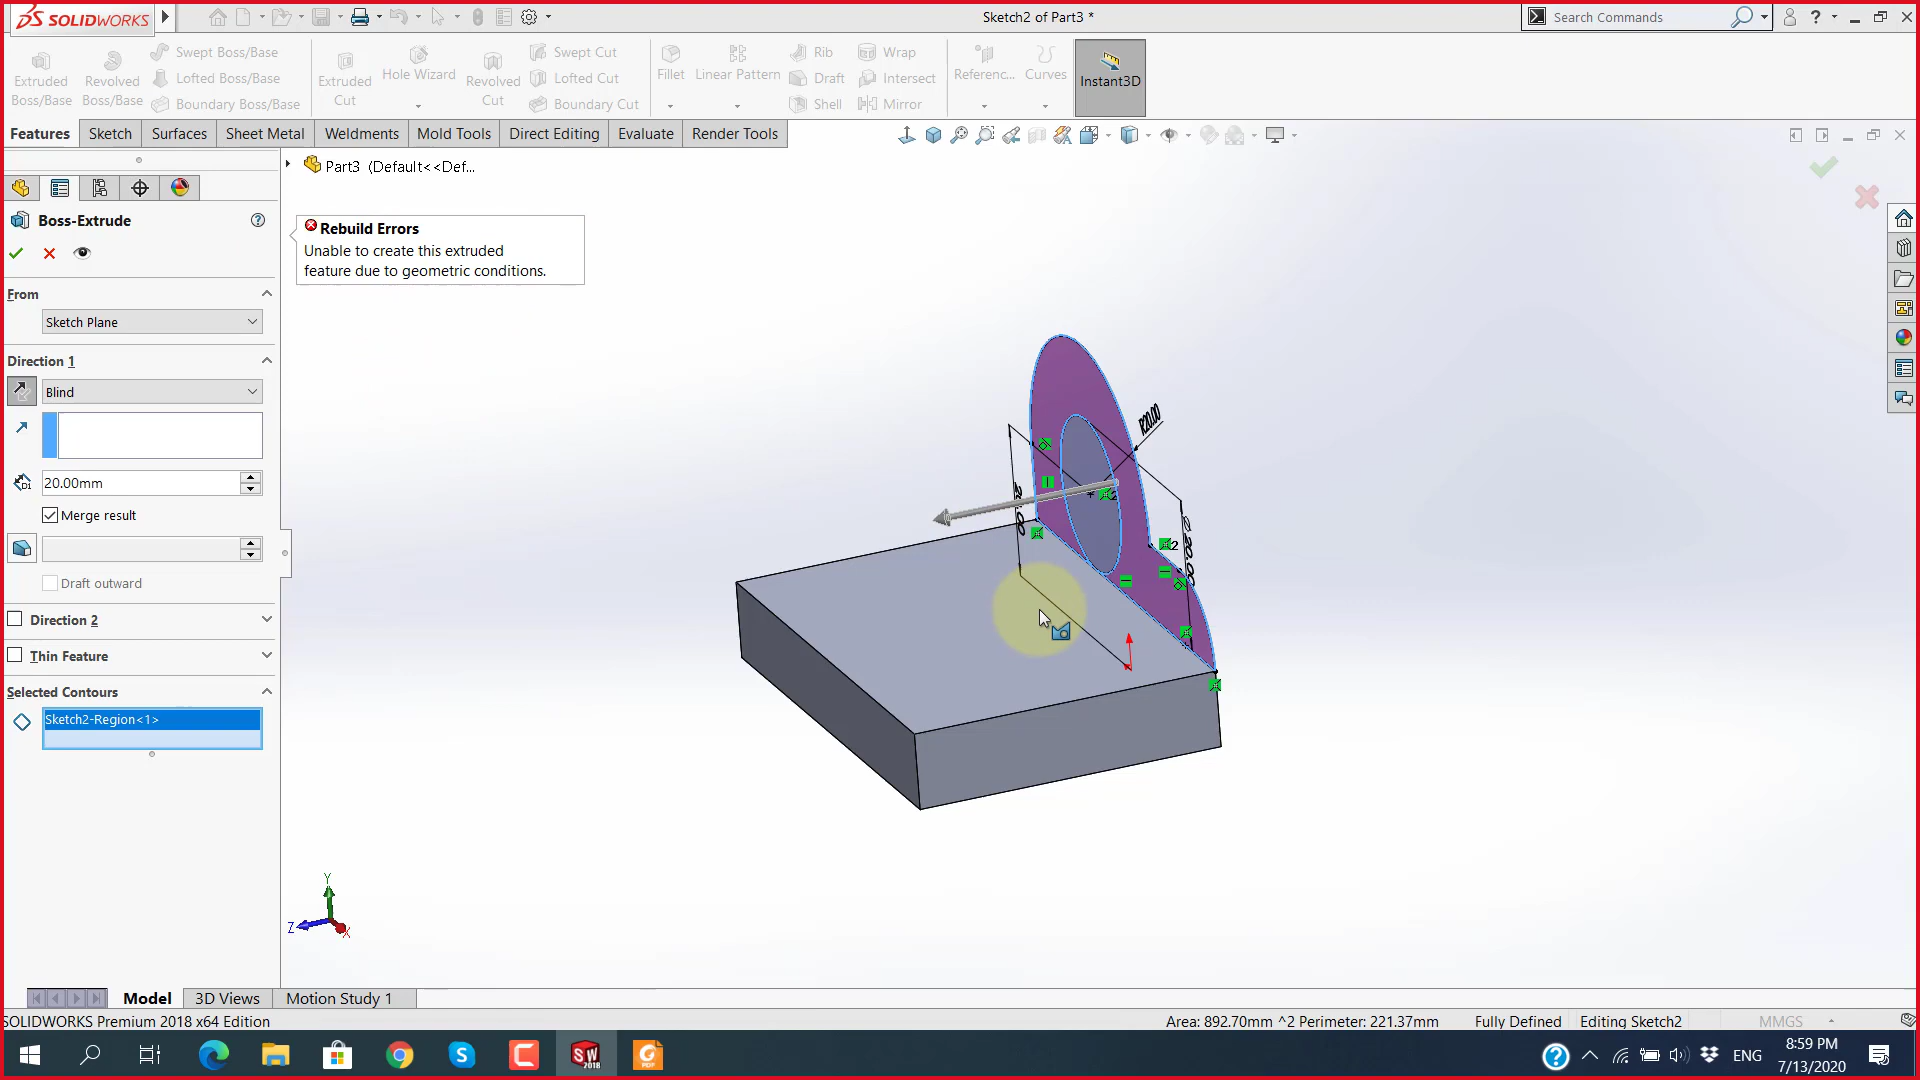 SOLIDWORKS
Sketch2 of Part3 *
Search Commands
Extruded Boss/Base
Revolved Boss/Base
Swept Boss/Base
Lofted Boss/Base
Boundary Boss/Base
Extruded Cut
Hole Wizard
Revolved Cut
Swept Cut
Lofted Cut
Boundary Cut
Fillet
Linear Pattern
Rib
Draft
Shell
Wrap
Intersect
Mirror
Referenc...
Curves
Instant3D
Features
Sketch
Surfaces
Sheet Metal
Weldments
Mold Tools
Direct Editing
Evaluate
Render Tools
Part3 (Default<<Def...
Boss-Extrude
Rebuild Errors
Unable to create this extruded
feature due to geometric conditions.
From
Sketch Plane
Direction 1
Blind
20.00mm
Merge result
Draft outward
Direction 2
Thin Feature
Selected Contours
Sketch2-Region<1>
R20.00
2
2
Ø 20.00
Y
Z
X
Model
3D Views
Motion Study 1
SOLIDWORKS Premium 2018 x64 Edition
Area: 892.70mm ^2 Perimeter: 221.37mm
Fully Defined
Editing Sketch2
MMGS
ENG
8:59 PM
7/13/2020